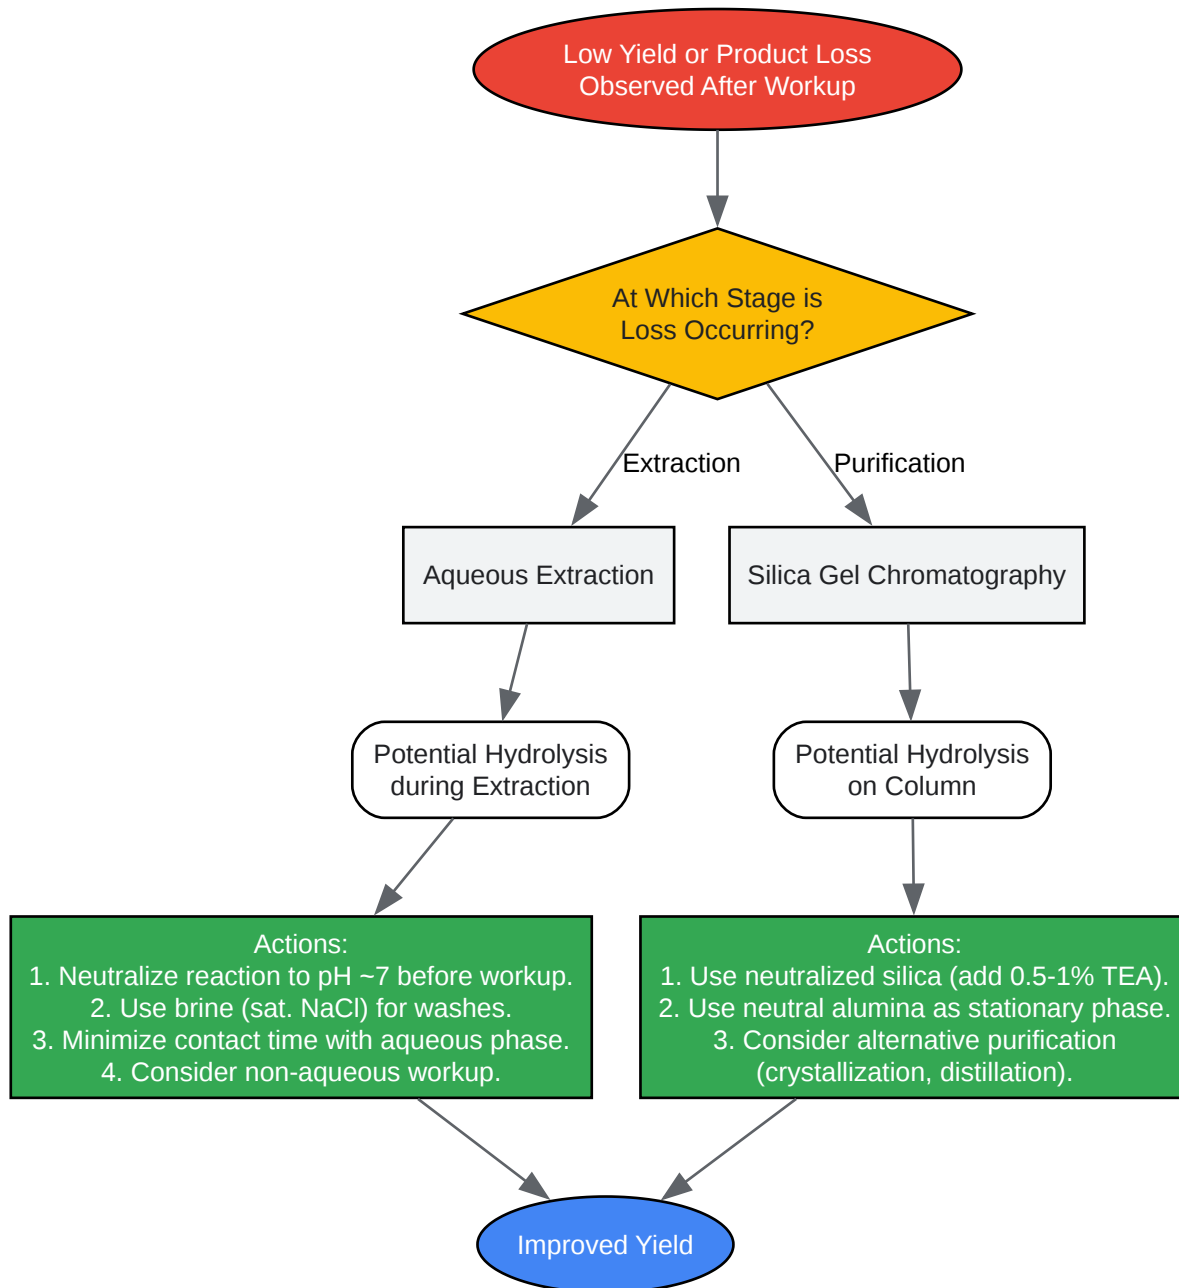 Low Yield or Product Loss
Observed After Workup
At Which Stage is
Loss Occurring?
Extraction
Purification
Aqueous Extraction
Silica Gel Chromatography
Potential Hydrolysis
during Extraction
Potential Hydrolysis
on Column
Actions:
1. Neutralize reaction to pH ~7 before workup.
2. Use brine (sat. NaCl) for washes.
3. Minimize contact time with aqueous phase.
4. Consider non-aqueous workup.
Actions:
1. Use neutralized silica (add 0.5-1% TEA).
2. Use neutral alumina as stationary phase.
3. Consider alternative purification
(crystallization, distillation).
Improved Yield